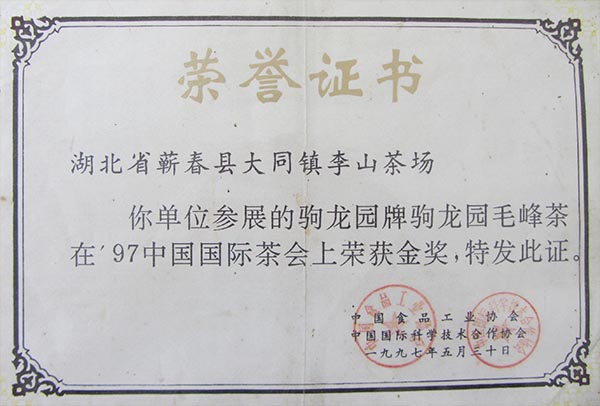 荣誉证书
湖北省蕲春县大同镇李山茶场
你单位参展的驹龙园牌驹龙园毛峰茶
在'97中国国际茶会上荣获金奖，特发此证。
中国食品工业协会
中国国际科学技术合作协会
一九九七年五月三十日